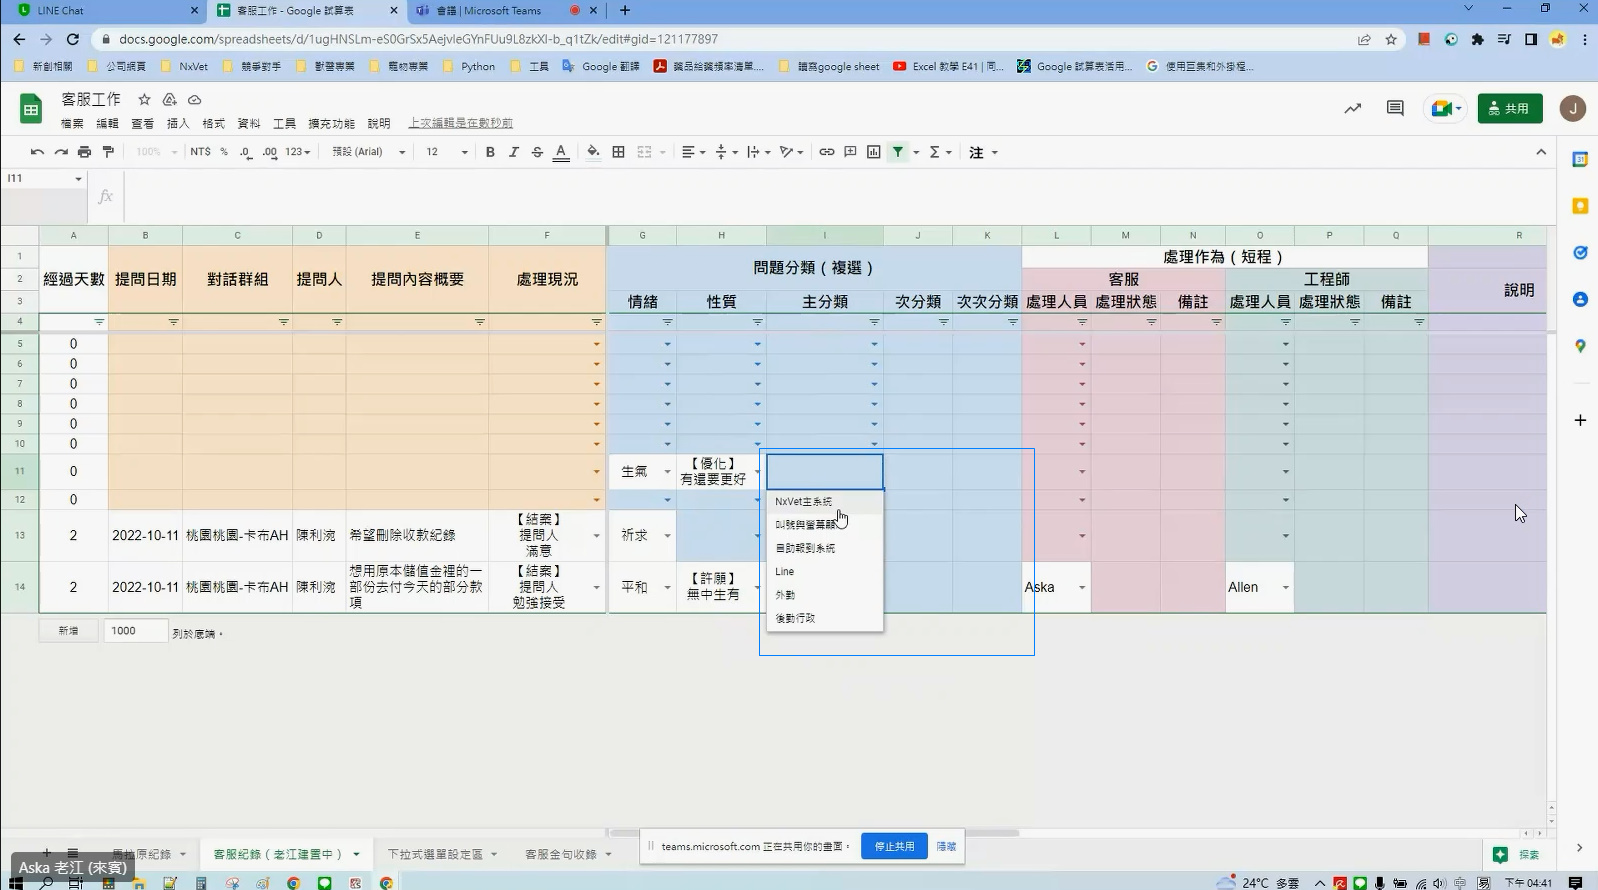 LINE Chat
客服工作 - Google 試算表
會議 | Microsoft Teams
docs.google.com/spreadsheets/d/1ugHNSLm-eS0GrSx5AejvleGYnFUu9L8zkXI-b_q1tZk/edit#gid=121177897
新創相關
公司網頁
NxVet
競爭對手
獸醫專業
寵物專業
Python
工具
Google 翻譯
藥品給藥頻率清單....
讀寫google sheet
Excel 教學 E41 | 同...
Google 試算表活用...
使用巨集和外掛程...
客服工作
檔案 編輯 查看 插入 格式 資料 工具 擴充功能 說明 上次編輯是在數秒前
共用
J
100% NT$ % .0 .00 123 預設 (Arial) 12 B I S A Σ 注
I11
fx
A B C D E F G H I J K L M N O P Q R
1 問題分類（複選） 處理作為（短程）
2 經過天數 提問日期 對話群組 提問人 提問內容概要 處理現況 客服 工程師 說明
3 情緒 性質 主分類 次分類 次次分類 處理人員 處理狀態 備註 處理人員 處理狀態 備註
4
5 0
6 0
7 0
8 0
9 0
10 0
11 0 生氣 【優化】
有還要更好
12 0
NxVet主系統
自助報到系統
Line
外勤
後勤行政
13 2 2022-10-11 桃園桃園-卡布AH 陳利涴 希望刪除收款紀錄 【結案】
提問人
滿意
祈求
14 2 2022-10-11 桃園桃園-卡布AH 陳利涴 想用原本儲值金裡的一
部份去付今天的部分款
項
【結案】
提問人
勉強接受
平和 【許願】
無中生有
Aska Allen
新增 1000 列於底端。
馬拉原紀錄 客服紀錄（老江建置中） 下拉式選單設定區 客服金句收錄
teams.microsoft.com 正在共用你的畫面。 停止共用 隱藏
探索
Aska 老江 (來賓)
24°C 多雲
中
易
下午 04:41